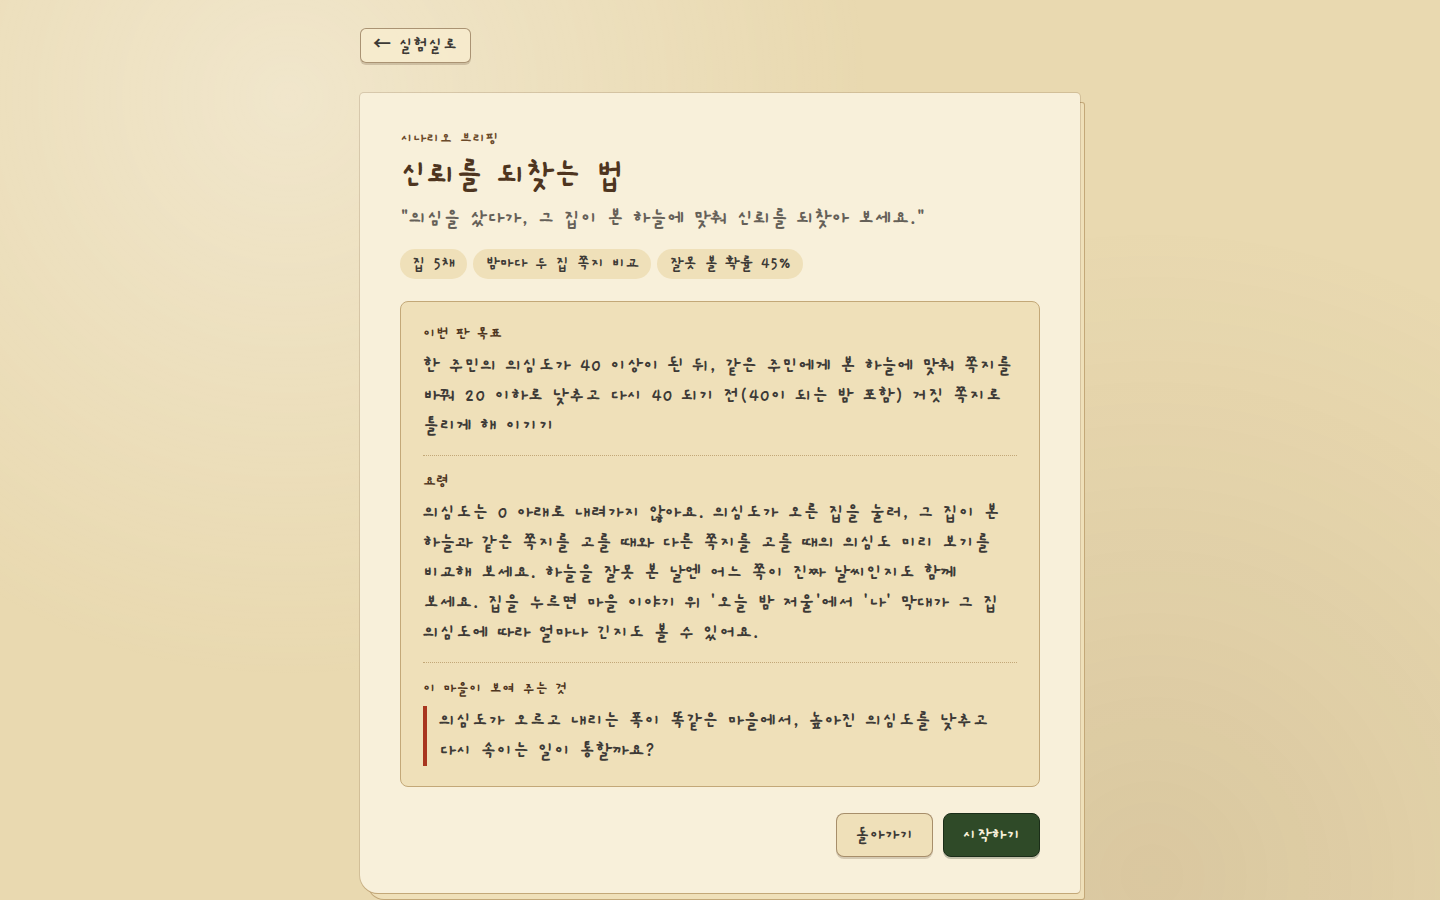 ← 실험실로
시나리오 브리핑
신뢰를 되찾는 법
"의심을 샀다가, 그 집이 본 하늘에 맞춰 신뢰를 되찾아 보세요."
집 5채 밤마다 두 집 쪽지 비교 잘못 볼 확률 45%
이번 판 목표
한 주민의 의심도가 40 이상이 된 뒤, 같은 주민에게 본 하늘에 맞춰 쪽지를
바꿔 20 이하로 낮추고 다시 40 되기 전(40이 되는 밤 포함) 거짓 쪽지로
틀리게 해 이기기
요령
의심도는 0 아래로 내려가지 않아요. 의심도가 오른 집을 눌러, 그 집이 본
하늘과 같은 쪽지를 고를 때와 다른 쪽지를 고를 때의 의심도 미리 보기를
비교해 보세요. 하늘을 잘못 본 날엔 어느 쪽이 진짜 날씨인지도 함께
보세요. 집을 누르면 마을 이야기 위 '오늘 밤 저울'에서 '나' 막대가 그 집
의심도에 따라 얼마나 긴지도 볼 수 있어요.
이 마을이 보여 주는 것
의심도가 오르고 내리는 폭이 똑같은 마을에서, 높아진 의심도를 낮추고
다시 속이는 일이 통할까요?
돌아가기 시작하기